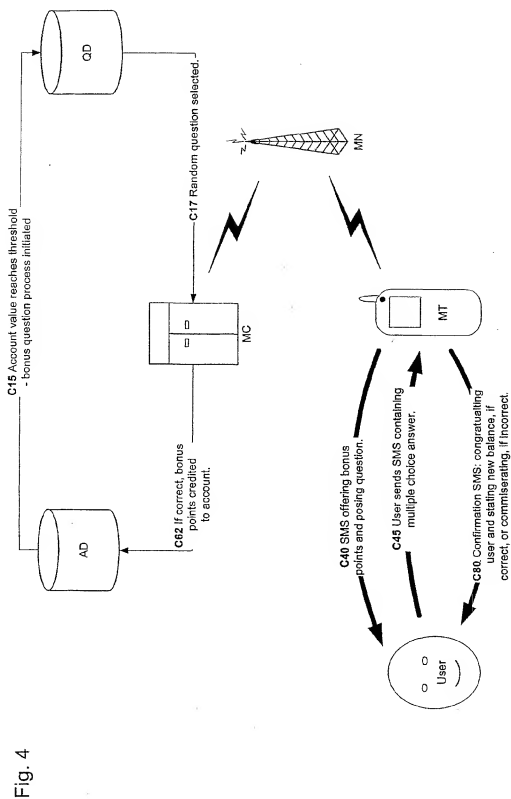 Fig. 4
C15 Account value reaches threshold
- bonus question process initiated
AD
QD
C17 Random question selected.
C62 If correct, bonus
points credited
to account.
MC
MN
C40 SMS offering bonus
points and posing question.
C45 User sends SMS containing
multiple choice answer.
C80 Confirmation SMS: congratualting
user and stating new balance, if
correct, or commiserating, if incorrect.
User
MT